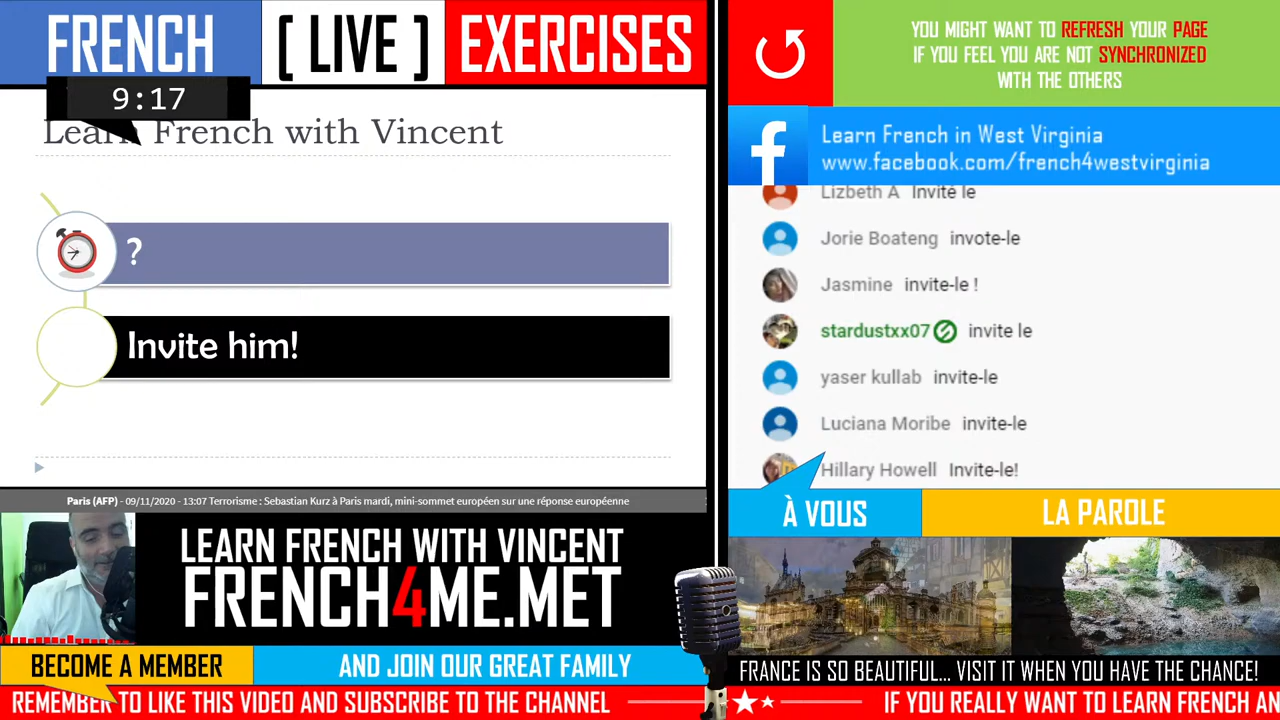 FRENCH
[ LIVE ]
EXERCISES
9:17
Learn French with Vincent
?
Invite him!
Paris (AFP) - 09/11/2020 - 13:07 Terrorisme : Sebastian Kurz à Paris mardi, mini-sommet européen sur une réponse européenne
LEARN FRENCH WITH VINCENT
FRENCH4ME.MET
BECOME A MEMBER
AND JOIN OUR GREAT FAMILY
REMEMBER TO LIKE THIS VIDEO AND SUBSCRIBE TO THE CHANNEL
YOU MIGHT WANT TO REFRESH YOUR PAGE
IF YOU FEEL YOU ARE NOT SYNCHRONIZED
WITH THE OTHERS
Learn French in West Virginia
www.facebook.com/french4westvirginia
Lizbeth A Invité le
Jorie Boateng invote-le
Jasmine invite-le !
stardustxx07 invite le
yaser kullab invite-le
Luciana Moribe invite-le
Hillary Howell Invite-le!
À VOUS
LA PAROLE
FRANCE IS SO BEAUTIFUL... VISIT IT WHEN YOU HAVE THE CHANCE!
IF YOU REALLY WANT TO LEARN FRENCH AN